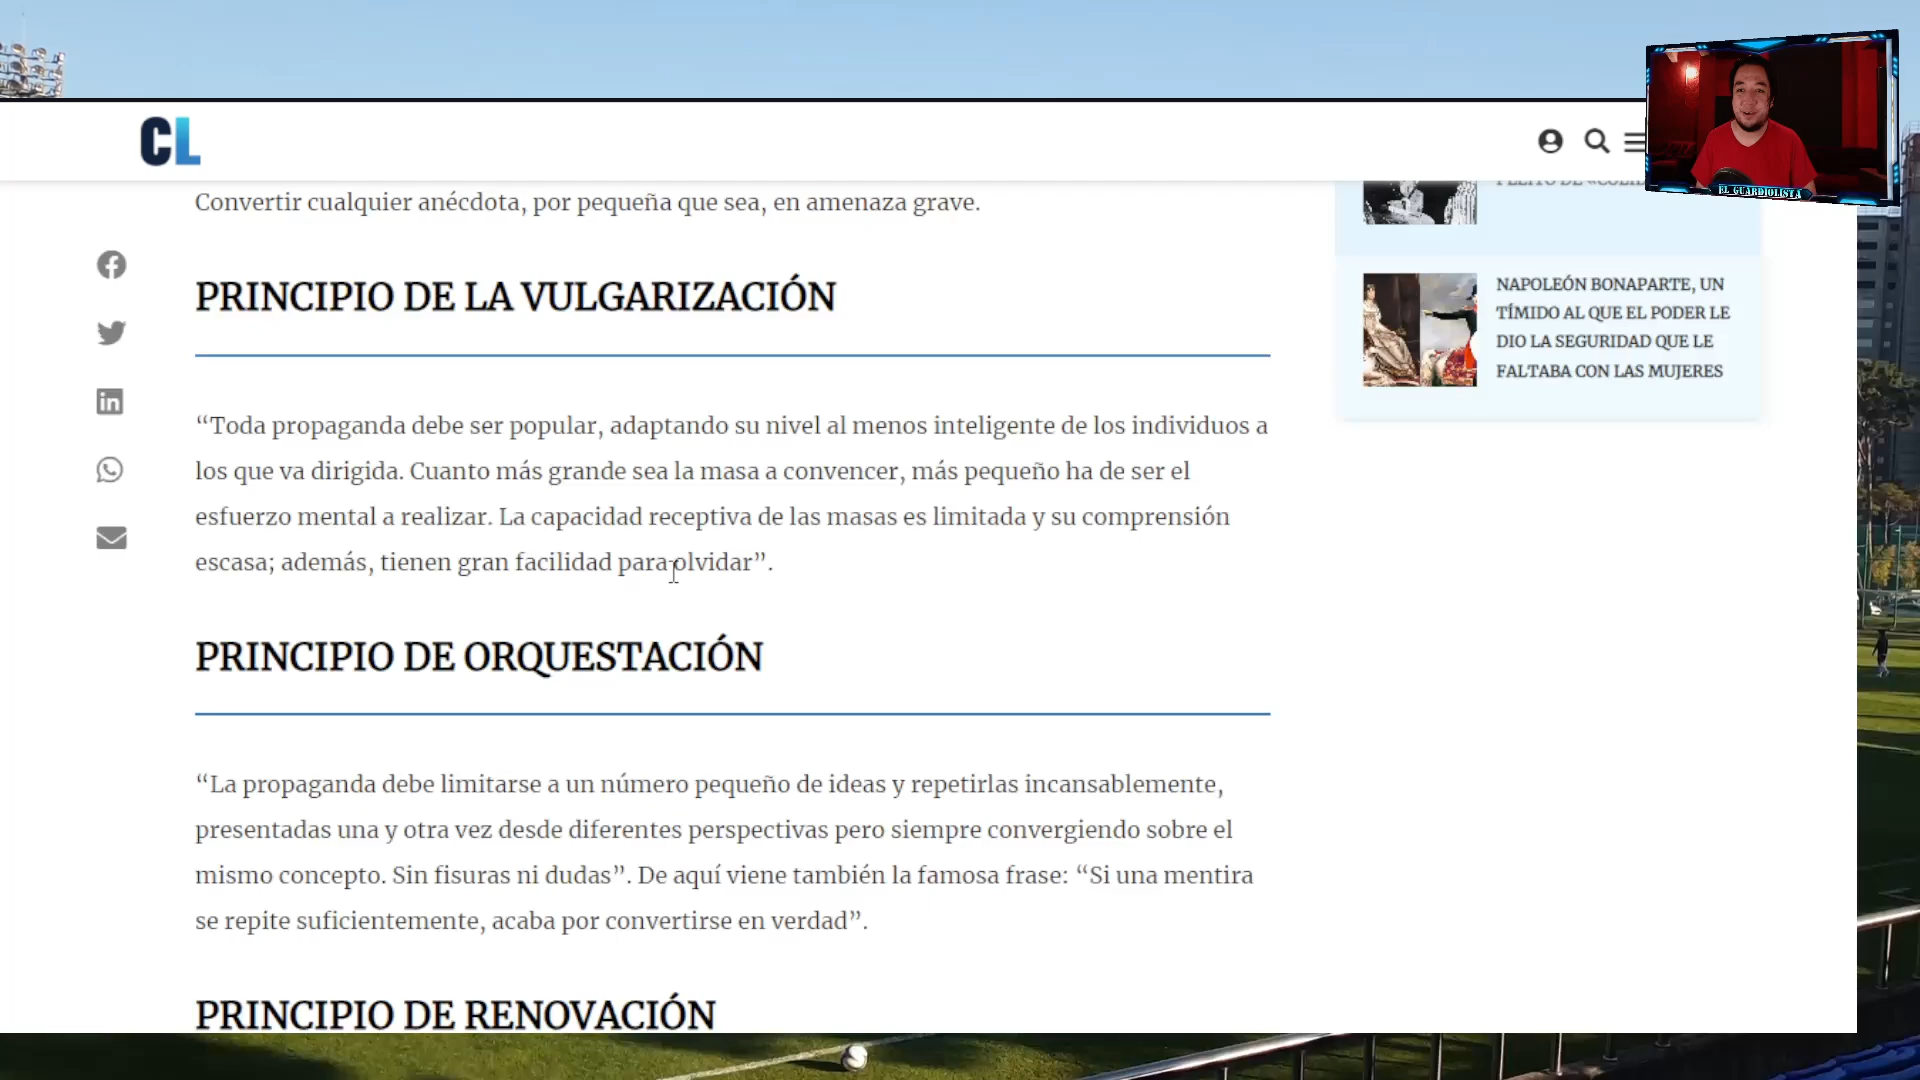 CL
Convertir cualquier anécdota, por pequeña que sea, en amenaza grave.
PRINCIPIO DE LA VULGARIZACIÓN
“Toda propaganda debe ser popular, adaptando su nivel al menos inteligente de los individuos a
los que va dirigida. Cuanto más grande sea la masa a convencer, más pequeño ha de ser el
esfuerzo mental a realizar. La capacidad receptiva de las masas es limitada y su comprensión
escasa; además, tienen gran facilidad para olvidar”.
PRINCIPIO DE ORQUESTACIÓN
“La propaganda debe limitarse a un número pequeño de ideas y repetirlas incansablemente,
presentadas una y otra vez desde diferentes perspectivas pero siempre convergiendo sobre el
mismo concepto. Sin fisuras ni dudas”. De aquí viene también la famosa frase: “Si una mentira
se repite suficientemente, acaba por convertirse en verdad”.
PRINCIPIO DE RENOVACIÓN
NAPOLEÓN BONAPARTE, UN
TÍMIDO AL QUE EL PODER LE
DIO LA SEGURIDAD QUE LE
FALTABA CON LAS MUJERES
EL GUARDIOLISTA